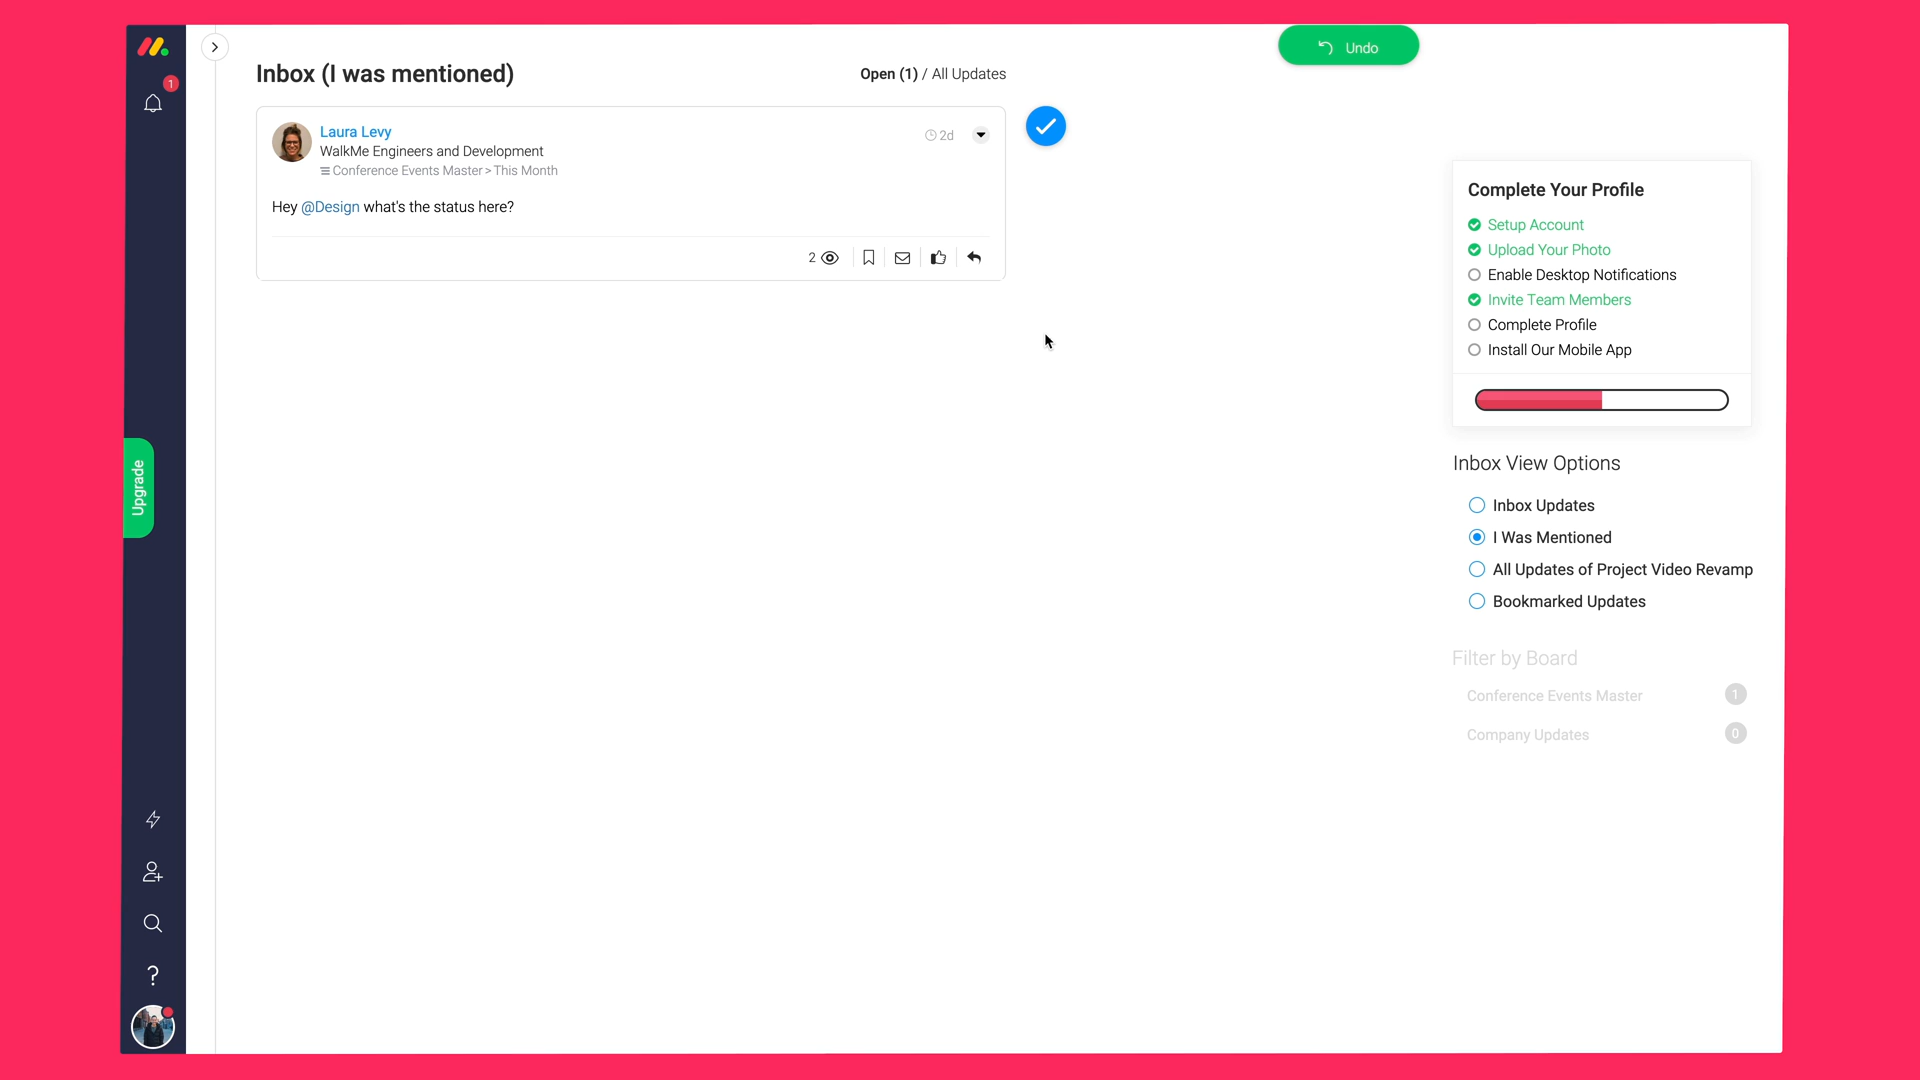 1
Undo
Inbox (I was mentioned)
Open (1) / All Updates
Laura Levy
2d
WalkMe Engineers and Development
Conference Events Master > This Month
Hey @Design what's the status here?
2
Complete Your Profile
Setup Account
Upload Your Photo
Enable Desktop Notifications
Invite Team Members
Complete Profile
Install Our Mobile App
Upgrade
Inbox View Options
Inbox Updates
I Was Mentioned
All Updates of Project Video Revamp
Bookmarked Updates
Filter by Board
Conference Events Master 1
Company Updates 0
?